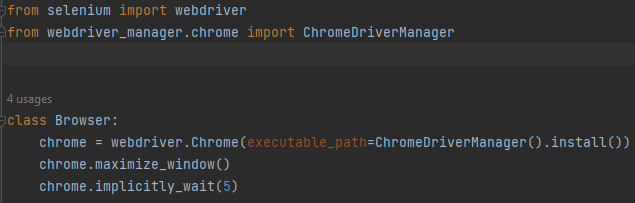 from selenium import webdriver
from webdriver_manager.chrome import ChromeDriverManager
4 usages
class Browser:
    chrome = webdriver.Chrome(executable_path=ChromeDriverManager().install())
    chrome.maximize_window()
    chrome.implicitly_wait(5)